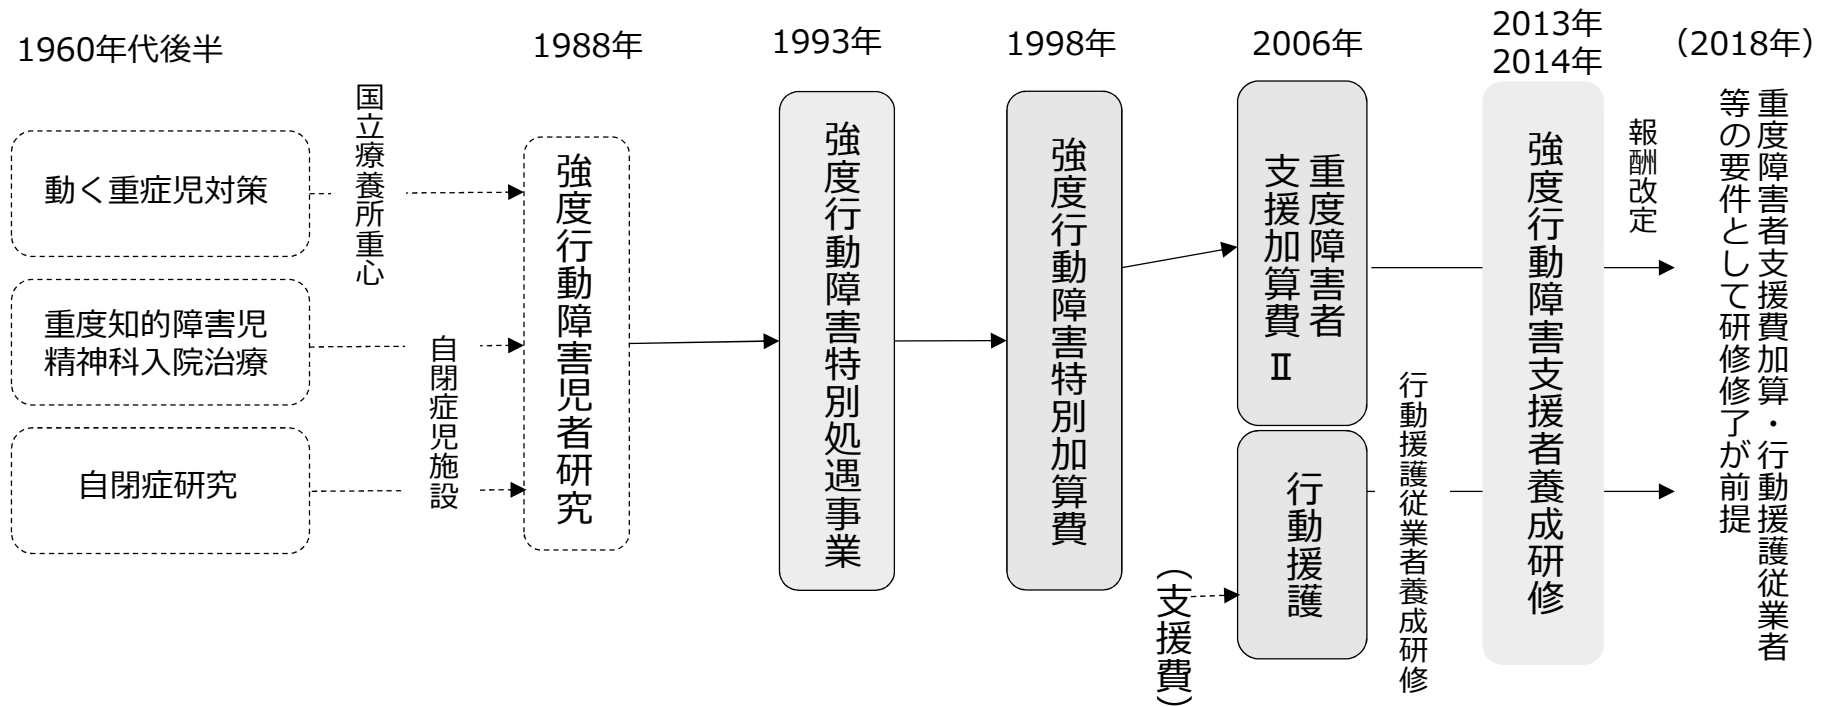 1960年代後半
動く重症児対策
重度知的障害児
精神科入院治療
自閉症研究
国立療養所重心
自閉症児施設
1988年
強度行動障害児者研究
1993年
強度行動障害特別処遇事業
1998年
強度行動障害特別加算費
2006年
重度障害者
支援加算費Ⅱ
行動援護
（支援費）
行動援護従業者養成研修
2013年
2014年
強度行動障害支援者養成研修
報酬改定
（2018年）
重度障害者支援費加算・行動援護従業者
等の要件として研修修了が前提